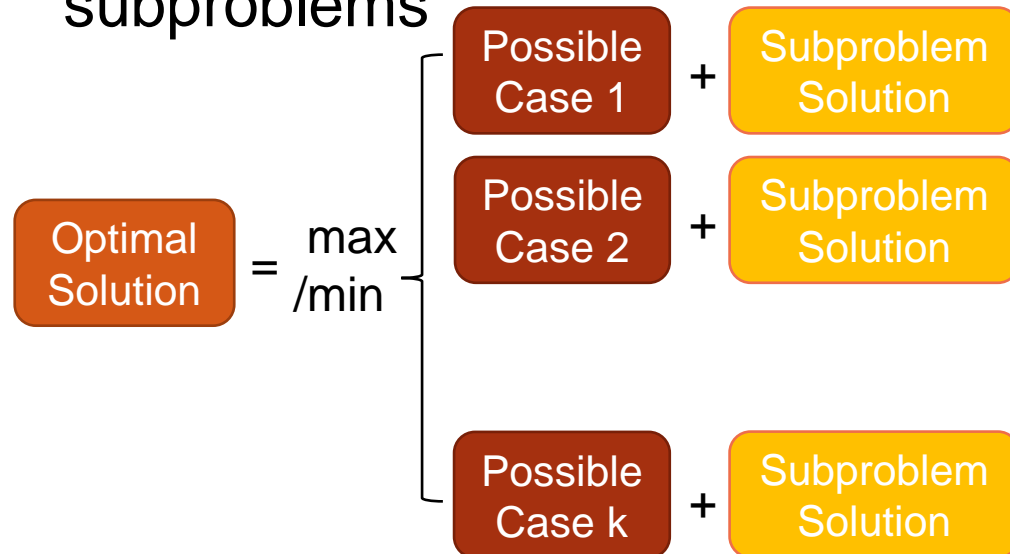 subproblems
Possible
Case 1
+
Subproblem
Solution
Possible
Case 2
+
Subproblem
Solution
Optimal
Solution
=
max
/min
Possible
Case k
+
Subproblem
Solution